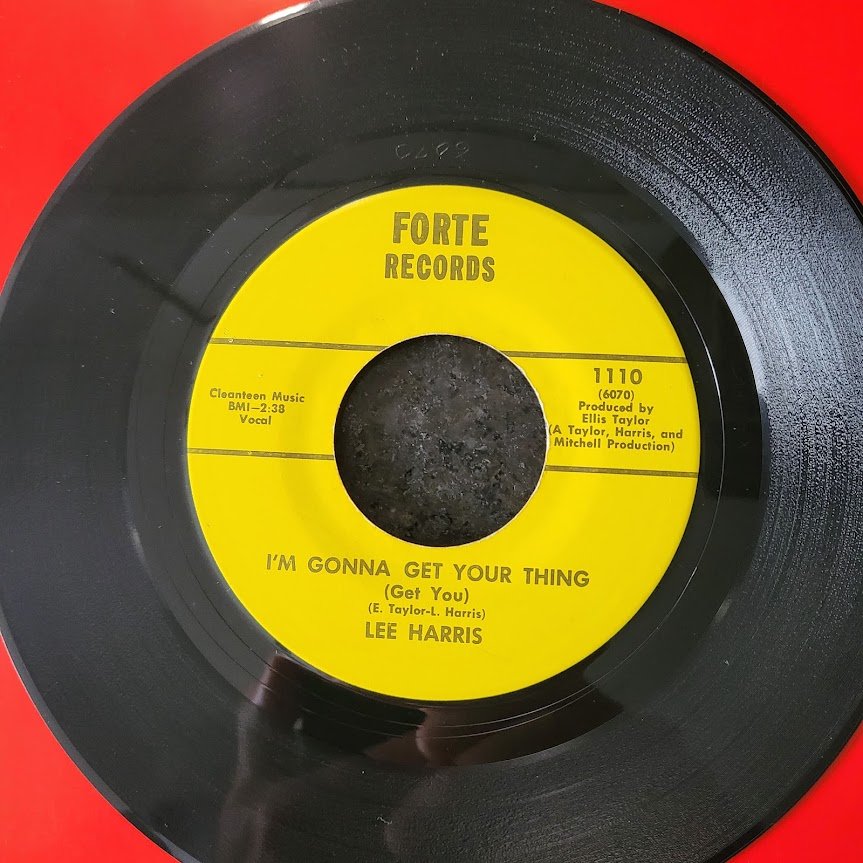 FORTE
RECORDS
Cleanteen Music
BMI—2:38
Vocal
1110
(6070)
Produced by
Ellis Taylor
(A Taylor, Harris, and
Mitchell Production)
I'M GONNA GET YOUR THING
(Get You)
(E. Taylor-L. Harris)
LEE HARRIS